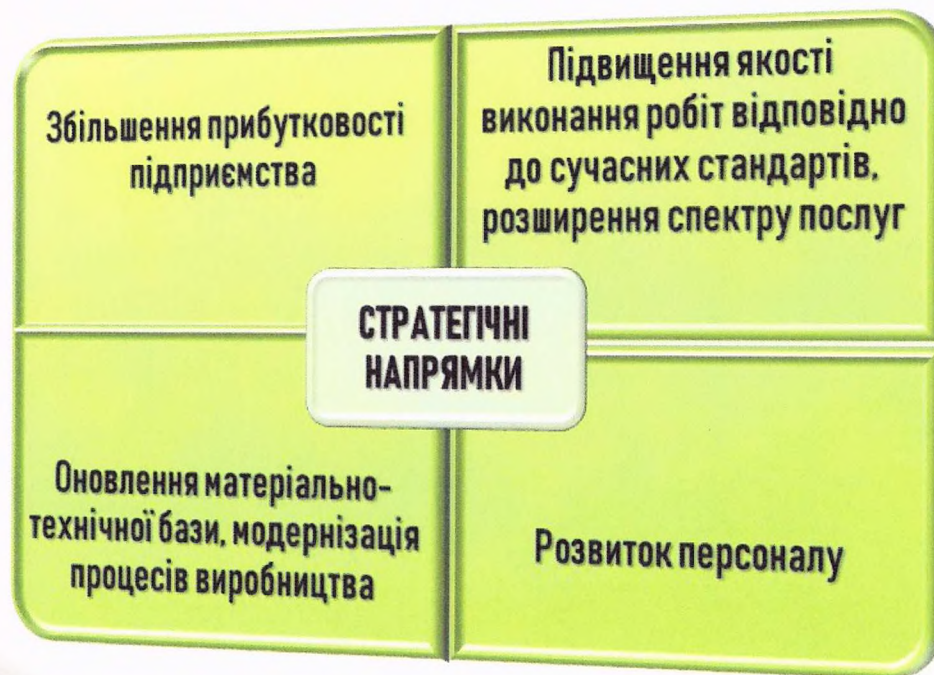 Збільшення прибутковості
підприємства
Підвищення якості
виконання робіт відповідно
до сучасних стандартів,
розширення спектру послуг
СТРАТЕГІЧНІ
НАПРЯМКИ
Оновлення матеріально-
технічної бази, модернізація
процесів виробництва
Розвиток персоналу